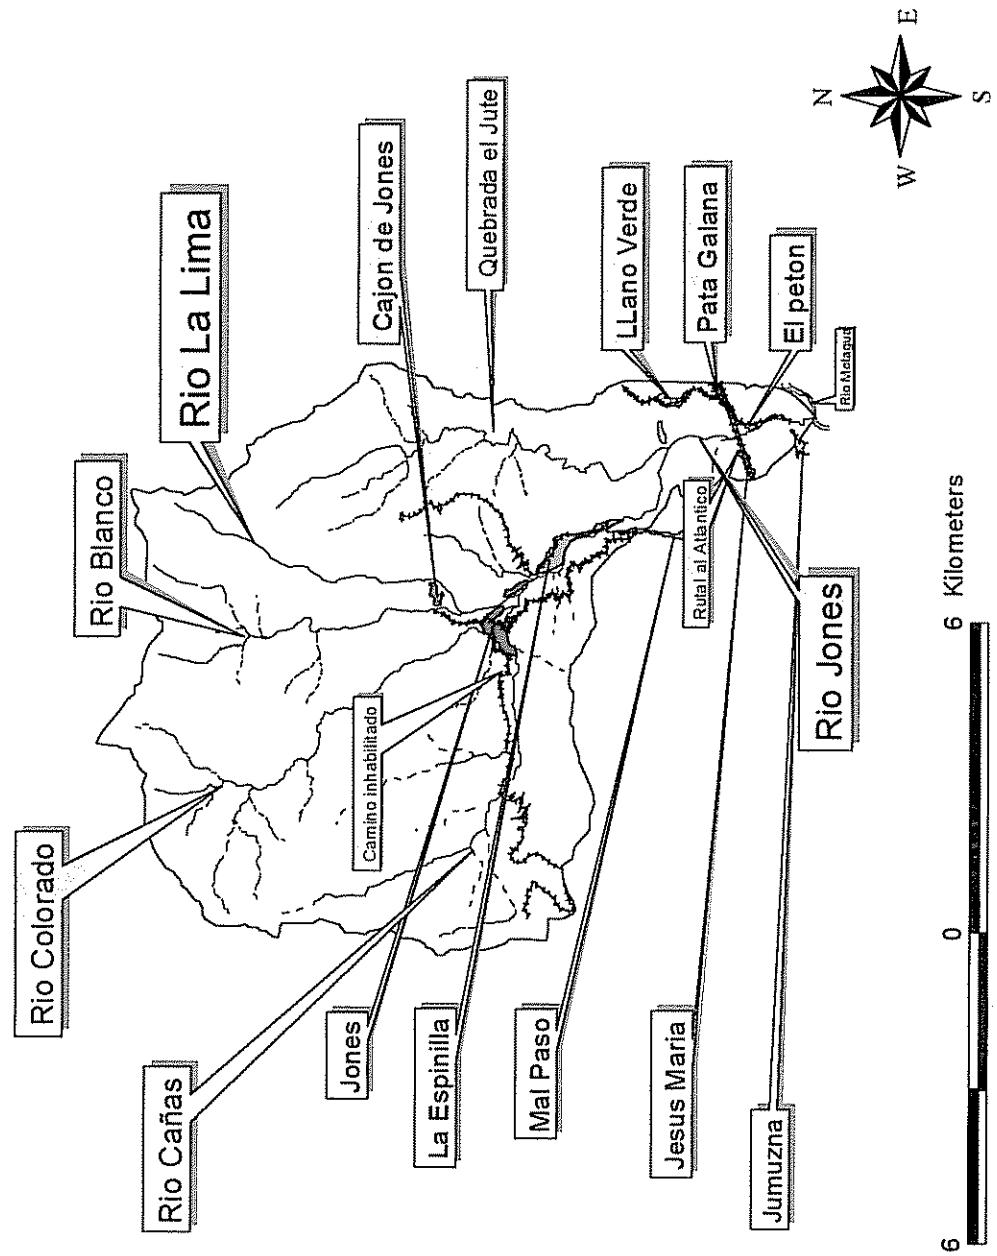 Rio Colorado
Rio Blanco
Rio La Lima
Rio Cañas
Cajon de Jones
Camino inhabilitado
Quebrada el Jute
Jones
La Espinilla
LLano Verde
Mal Paso
Rutal al Atlantico
Pata Galana
Jesus Maria
El peton
Rio Jones
Jumuzna
Rio Motagua
N
W
E
S
6
0
6
Kilometers